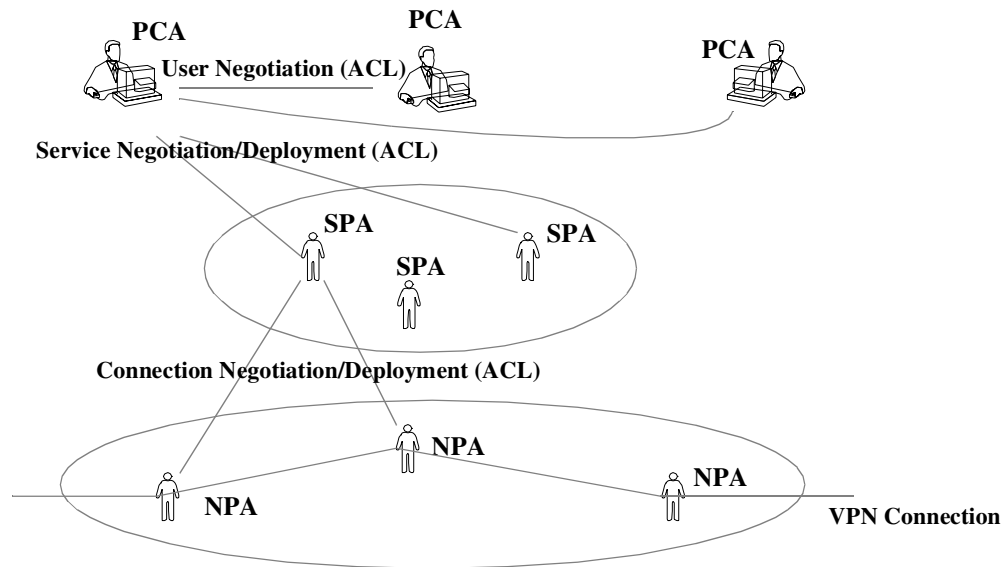 PCA
PCA
PCA
User Negotiation (ACL)
Service Negotiation/Deployment (ACL)
SPA
SPA
SPA
Connection Negotiation/Deployment (ACL)
NPA
NPA
NPA
VPN Connection